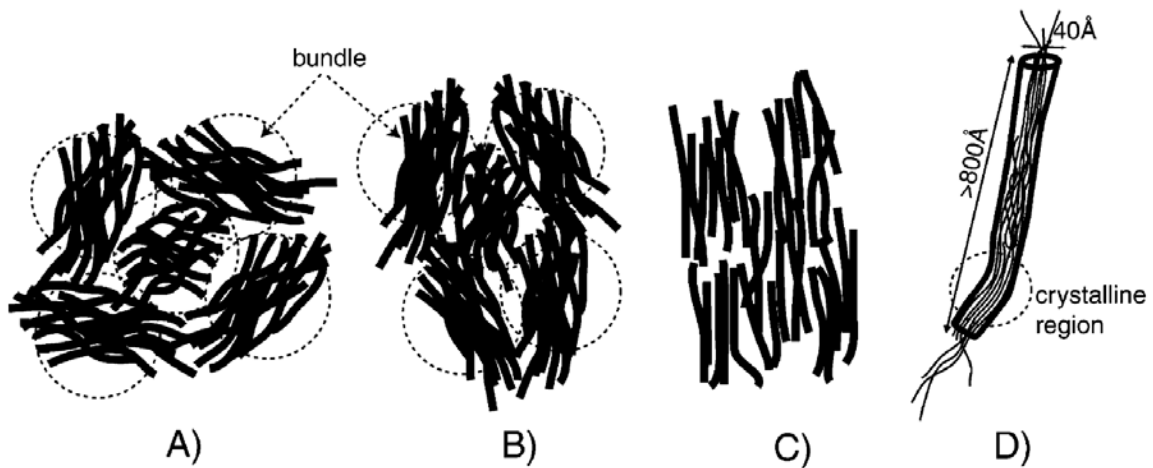 bundle
40Å
>800Å
crystalline
region
A)
B)
C)
D)